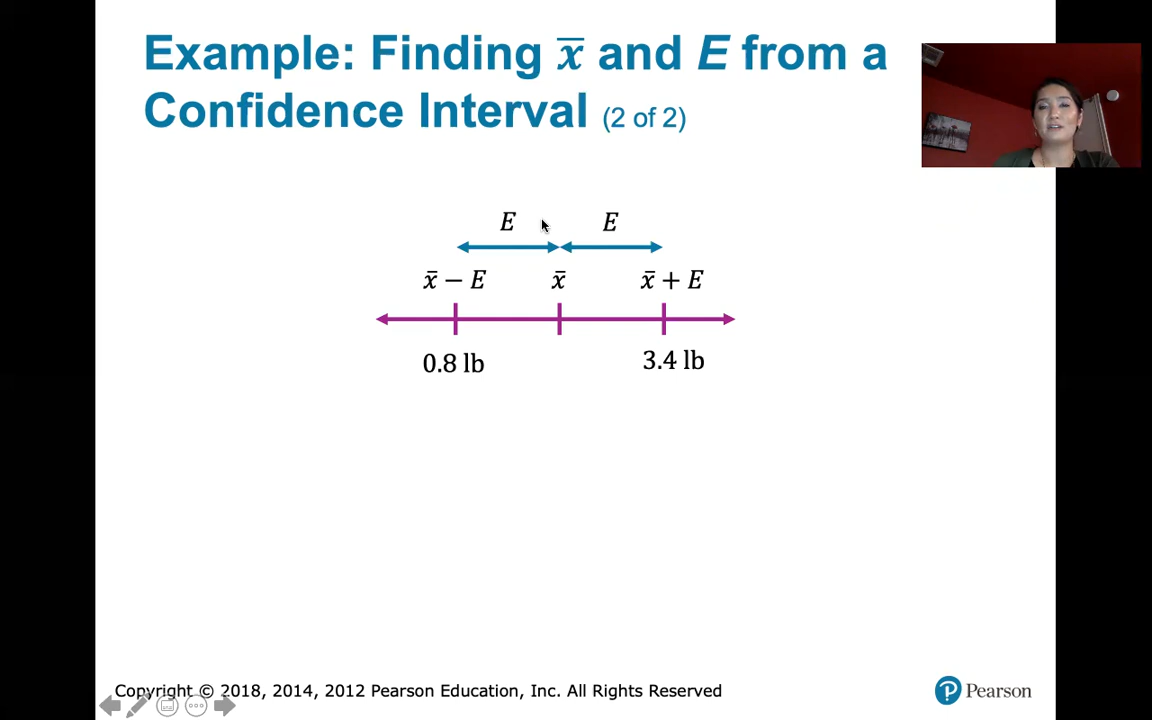 Example: Finding x̅ and E from a
Confidence Interval (2 of 2)
E E
x̄ − E x̄ x̄ + E
0.8 lb 3.4 lb
Copyright © 2018, 2014, 2012 Pearson Education, Inc. All Rights Reserved
P Pearson